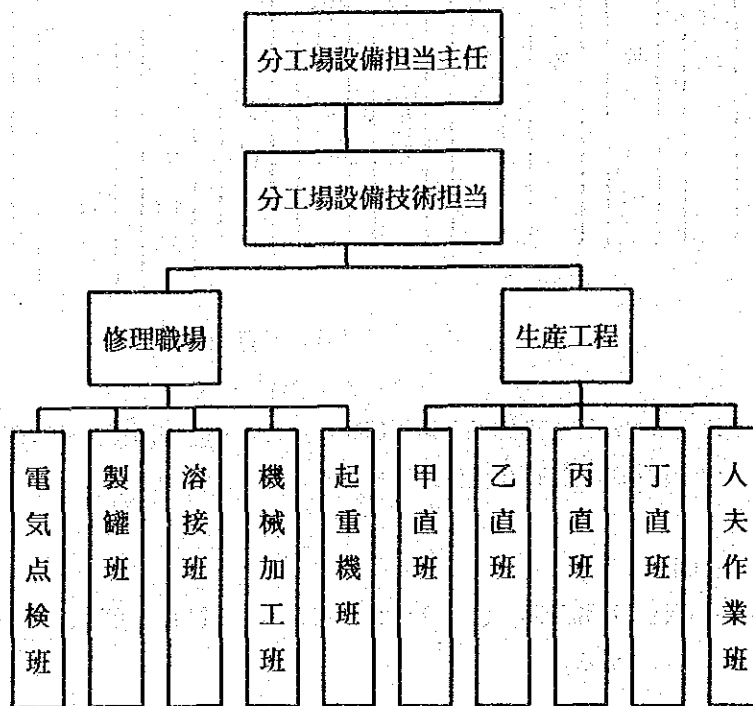 分工場設備担当主任
分工場設備技術担当
修理職場
生産工程
電気点検班
製罐班
溶接班
機械加工班
起重機班
甲直班
乙直班
丙直班
丁直班
人夫作業班